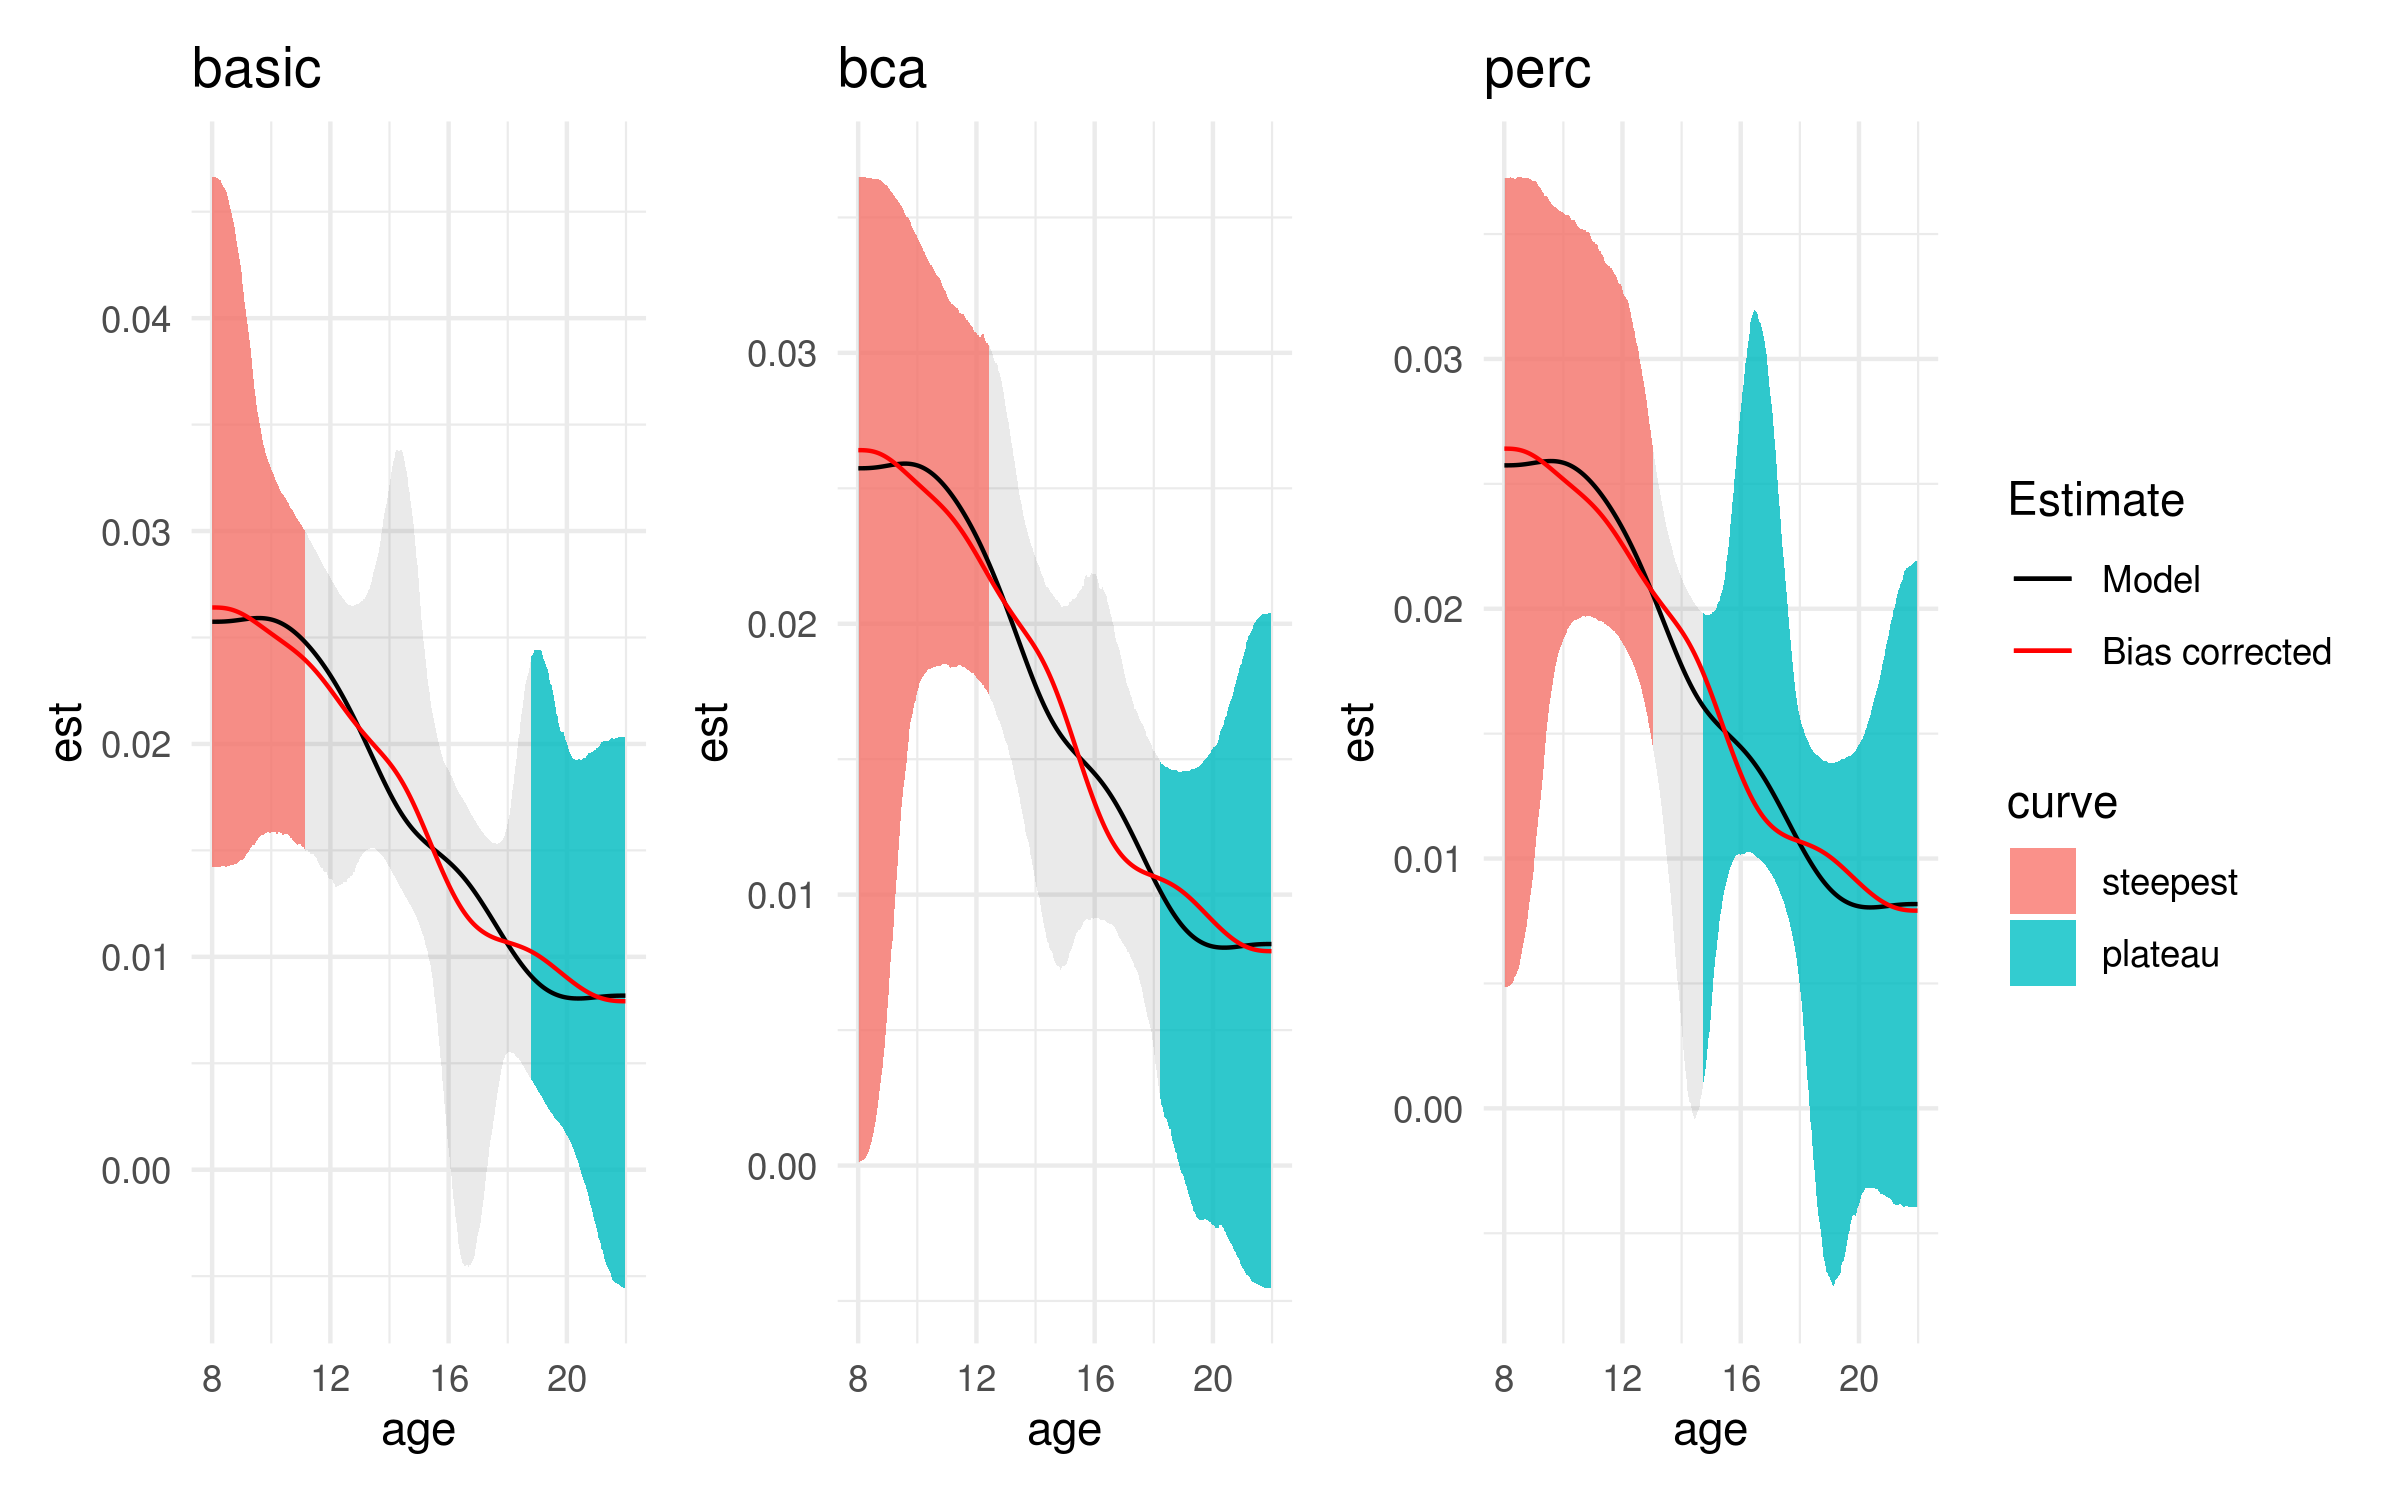 basic
bca
perc
0.04
0.03
0.02
0.01
0.00
est
8 12 16 20
age
0.03
0.02
0.01
0.00
est
8 12 16 20
age
0.03
0.02
0.01
0.00
est
8 12 16 20
age
Estimate
Model
Bias corrected
curve
steepest
plateau